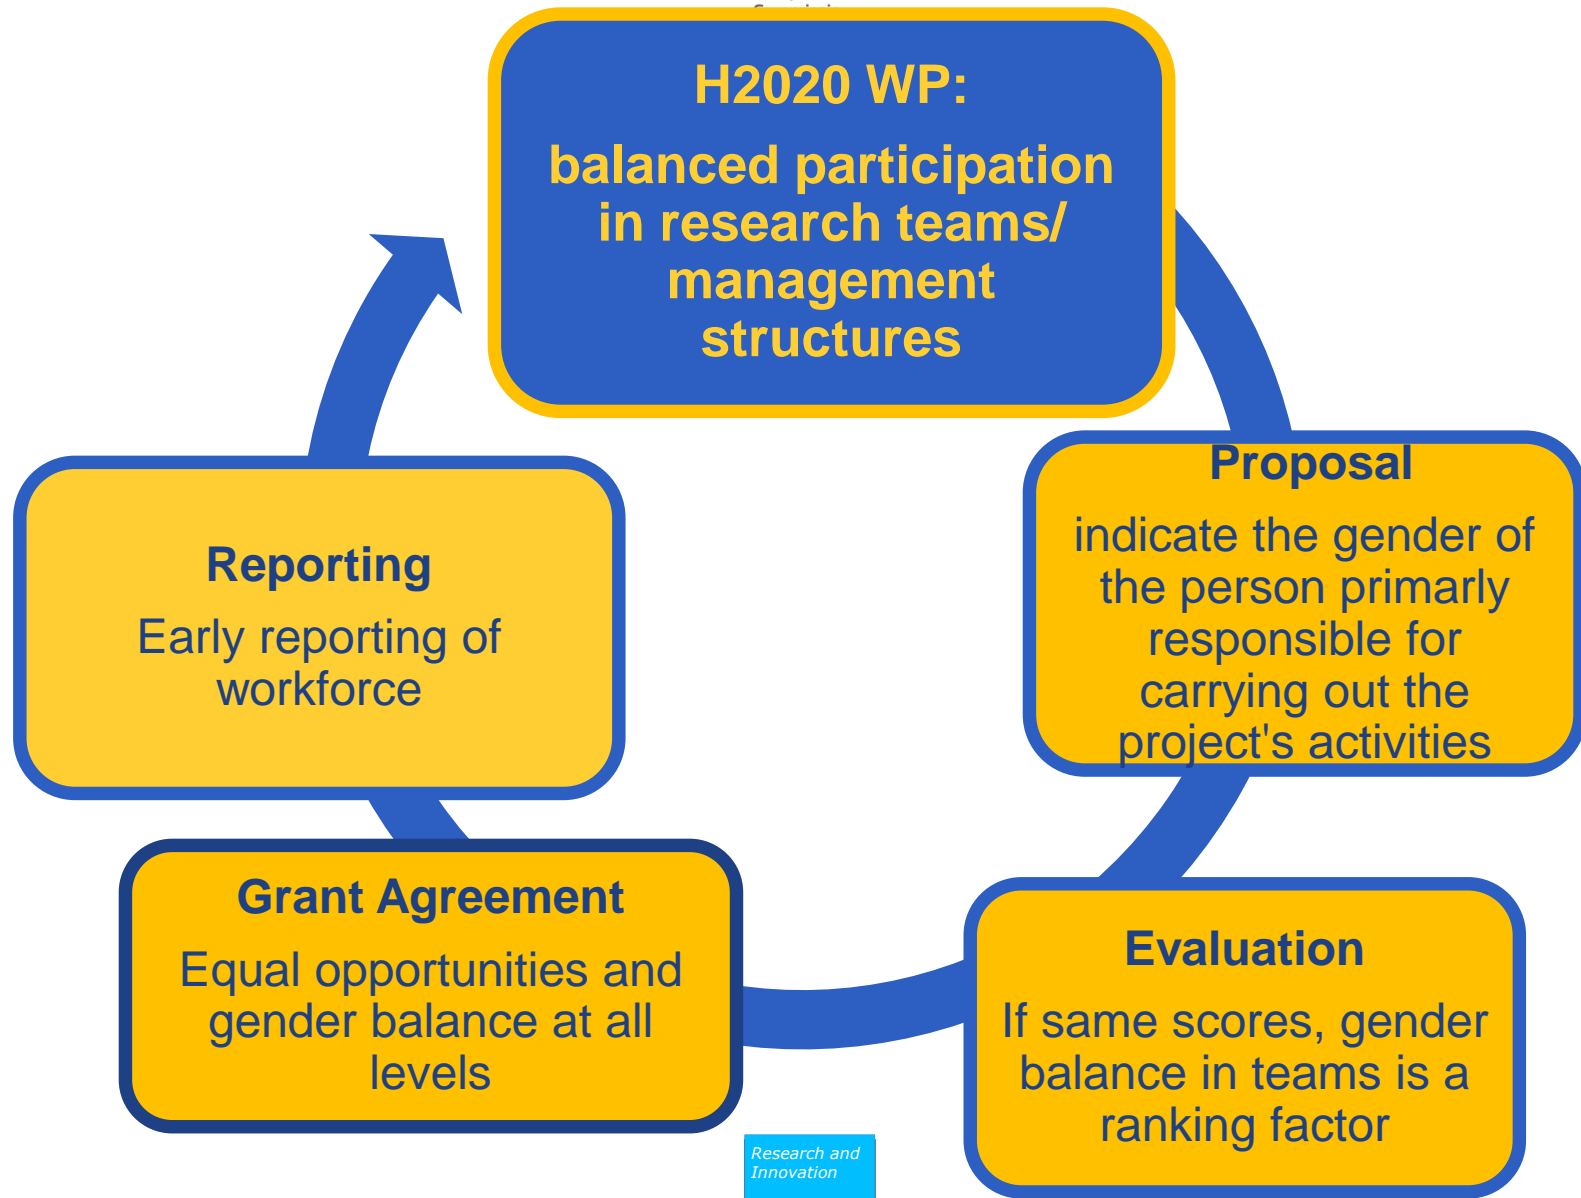 H2020 WP:
balanced participation
in research teams/
management
structures
Proposal
indicate the gender of
the person primarly
responsible for
carrying out the
project's activities
Evaluation
If same scores, gender
balance in teams is a
ranking factor
Grant Agreement
Equal opportunities and
gender balance at all
levels
Reporting
Early reporting of
workforce
Research and
Innovation